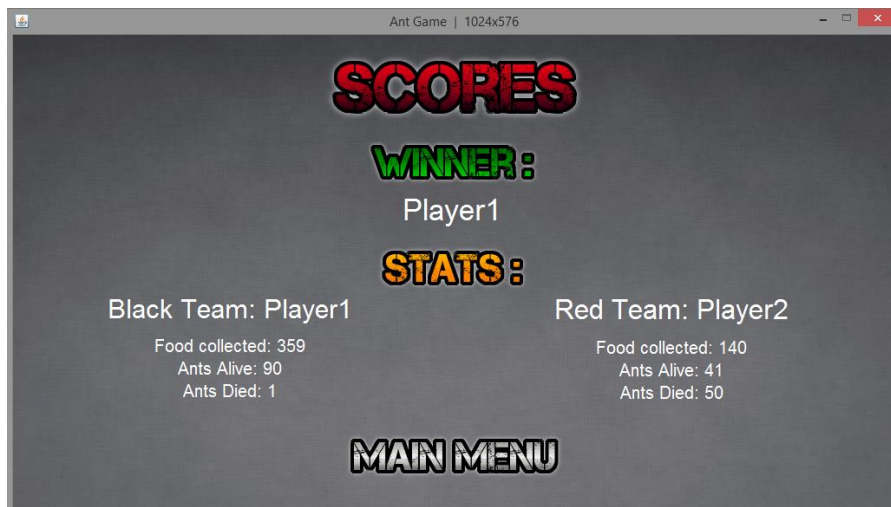 Ant Game | 1024x576
SCORES
WINNER:
Player1
STATS:
Black Team: Player1
Food collected: 359
Ants Alive: 90
Ants Died: 1
Red Team: Player2
Food collected: 140
Ants Alive: 41
Ants Died: 50
MAIN MENU